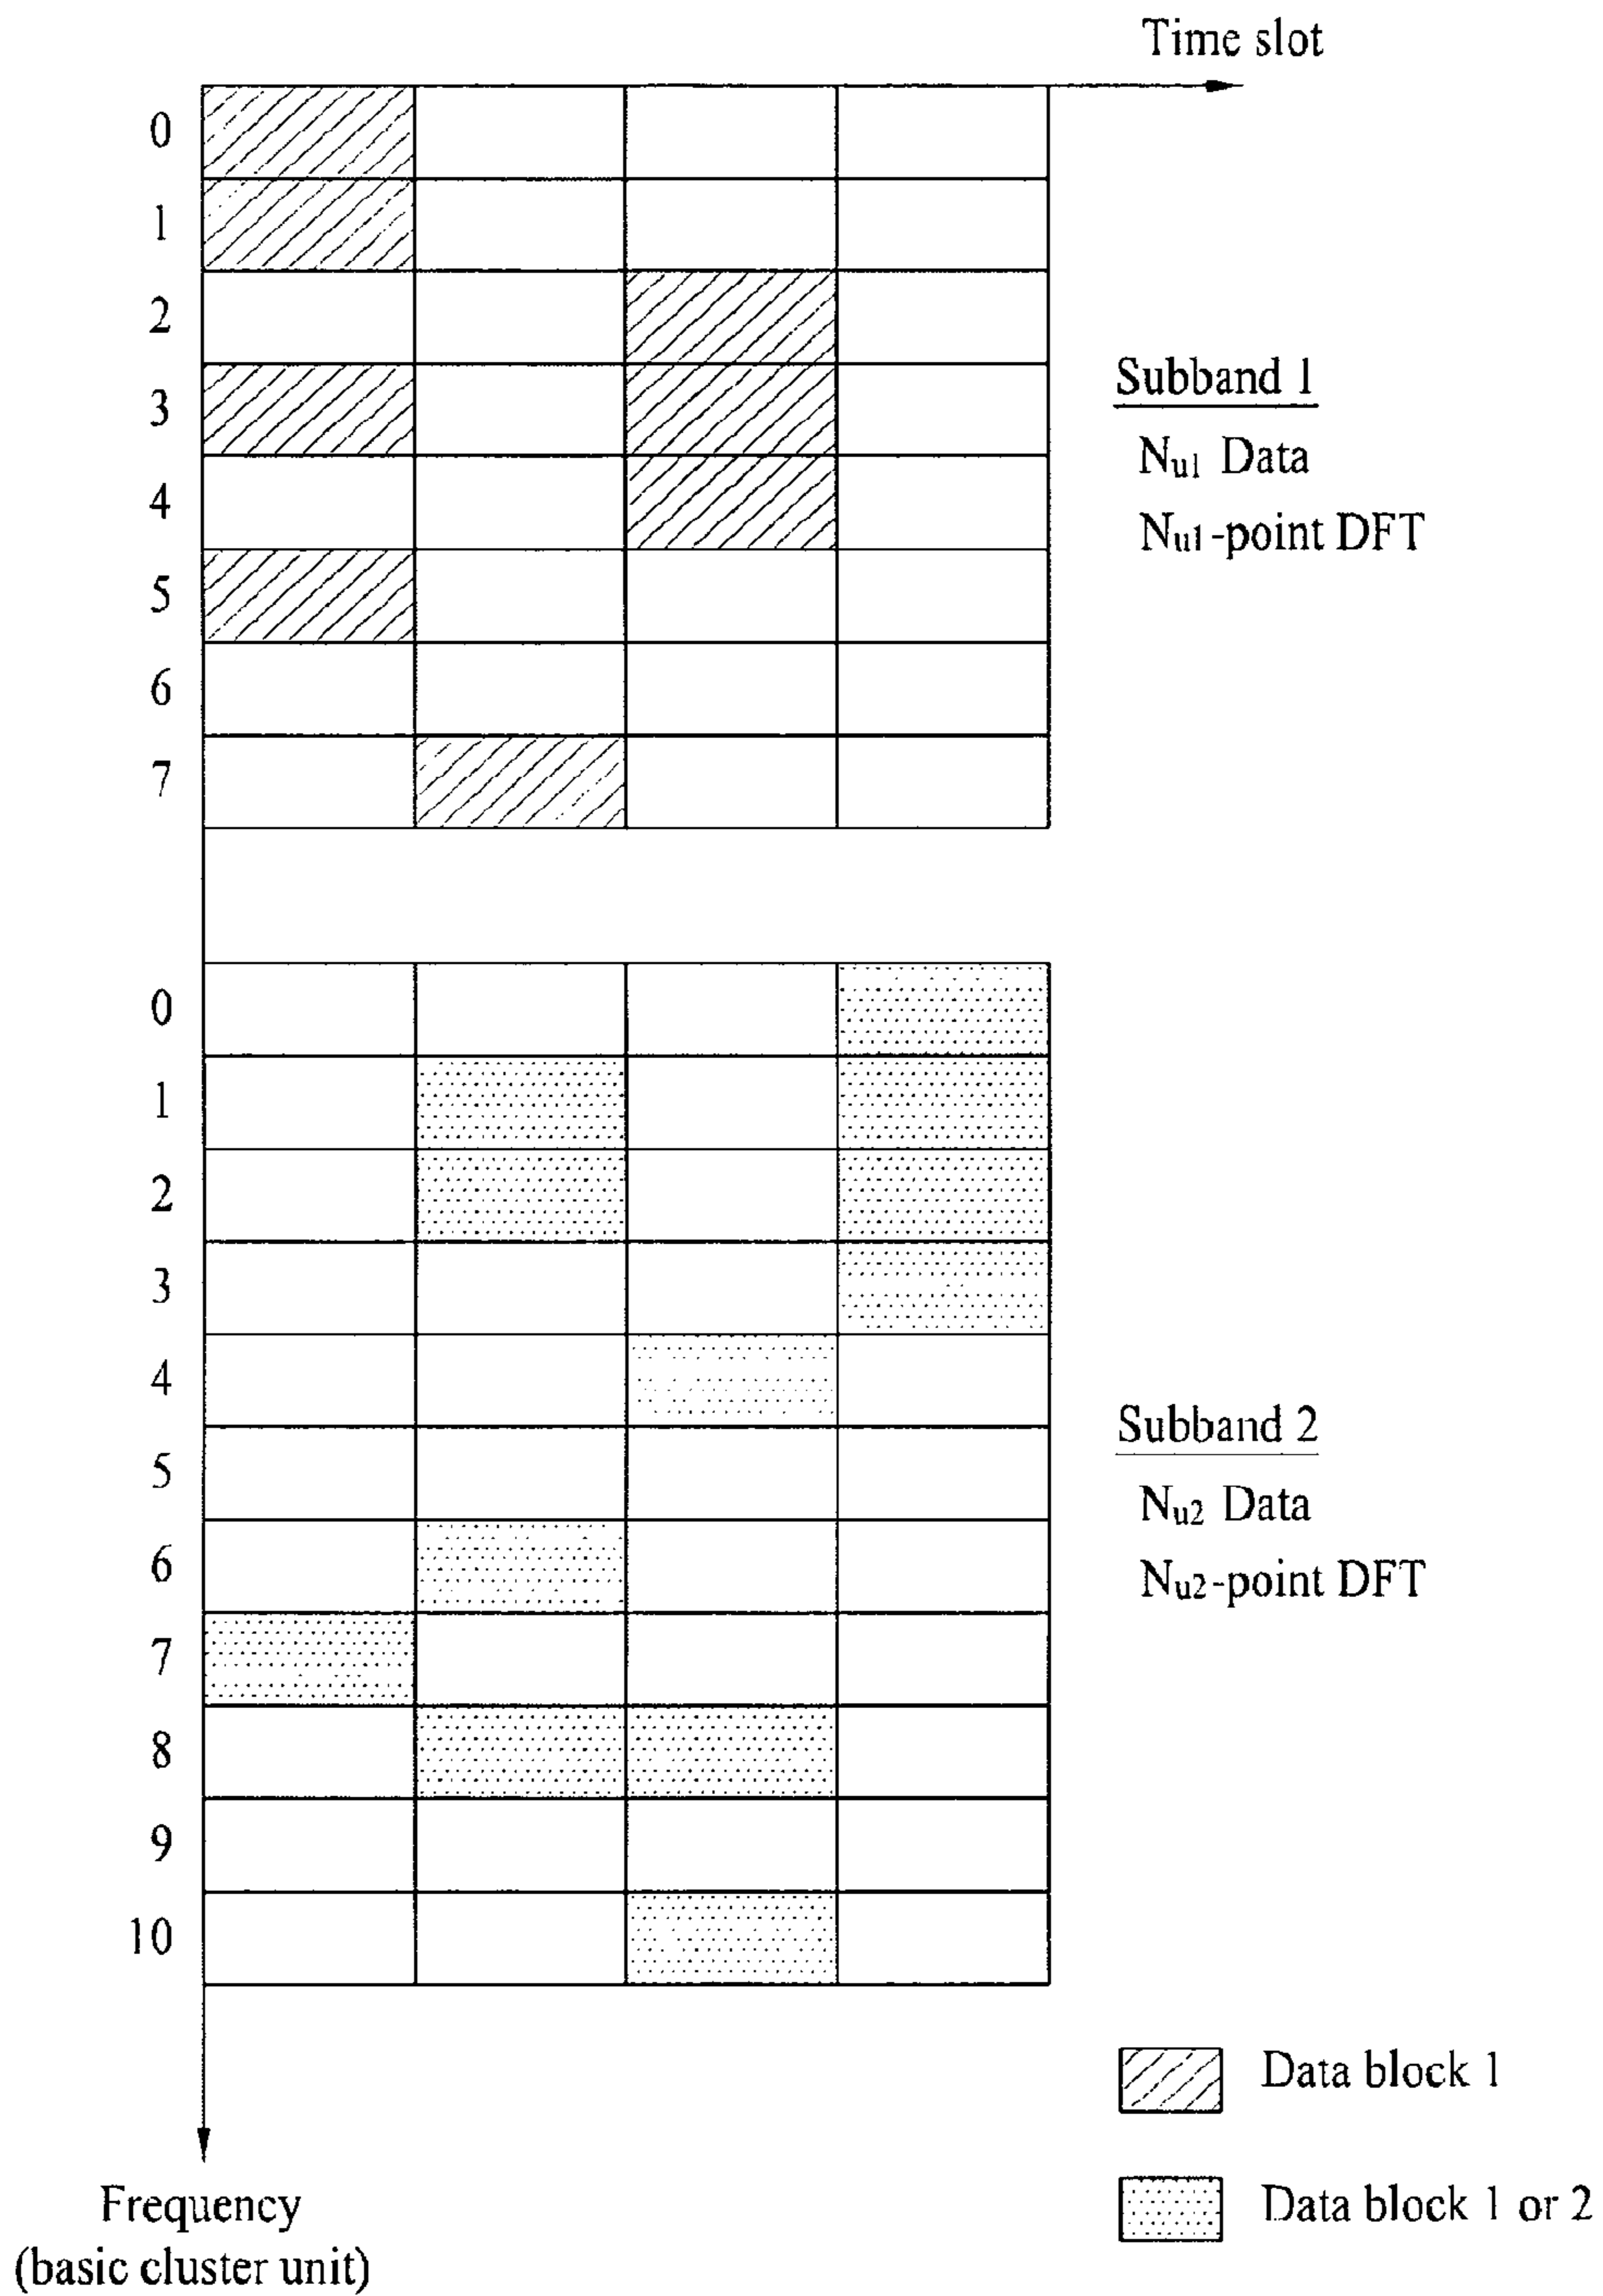 Time slot
0
1
2
3
4
5
6
7
Subband 1
Nu1 Data
Nu1-point DFT
0
1
2
3
4
5
6
7
8
9
10
Subband 2
Nu2 Data
Nu2-point DFT
Data block 1
Data block 1 or 2
Frequency
(basic cluster unit)